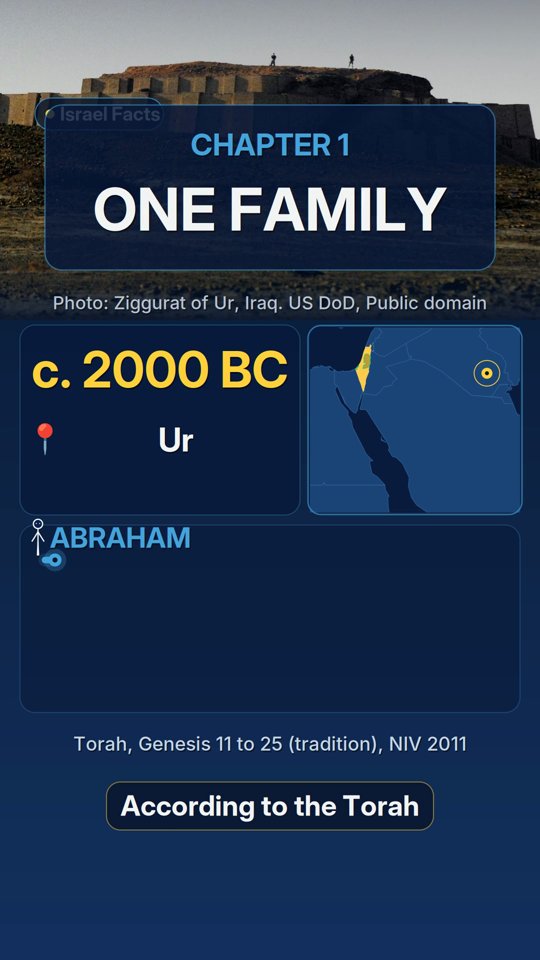 Israel Facts
CHAPTER 1
ONE FAMILY
Photo: Ziggurat of Ur, Iraq. US DoD, Public domain
c. 2000 BC
Ur
ABRAHAM
Torah, Genesis 11 to 25 (tradition), NIV 2011
According to the Torah